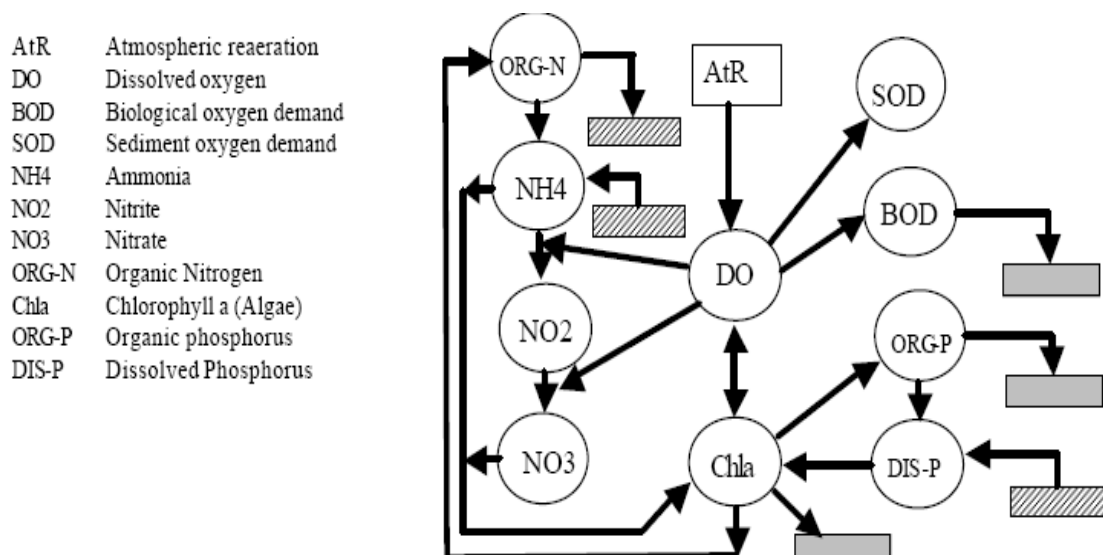 AtR Atmospheric reaeration
DO Dissolved oxygen
BOD Biological oxygen demand
SOD Sediment oxygen demand
NH4 Ammonia
NO2 Nitrite
NO3 Nitrate
ORG-N Organic Nitrogen
Chla Chlorophyll a (Algae)
ORG-P Organic phosphorus
DIS-P Dissolved Phosphorus
ORG-N
AtR
SOD
NH4
BOD
DO
NO2
ORG-P
NO3
Chla
DIS-P